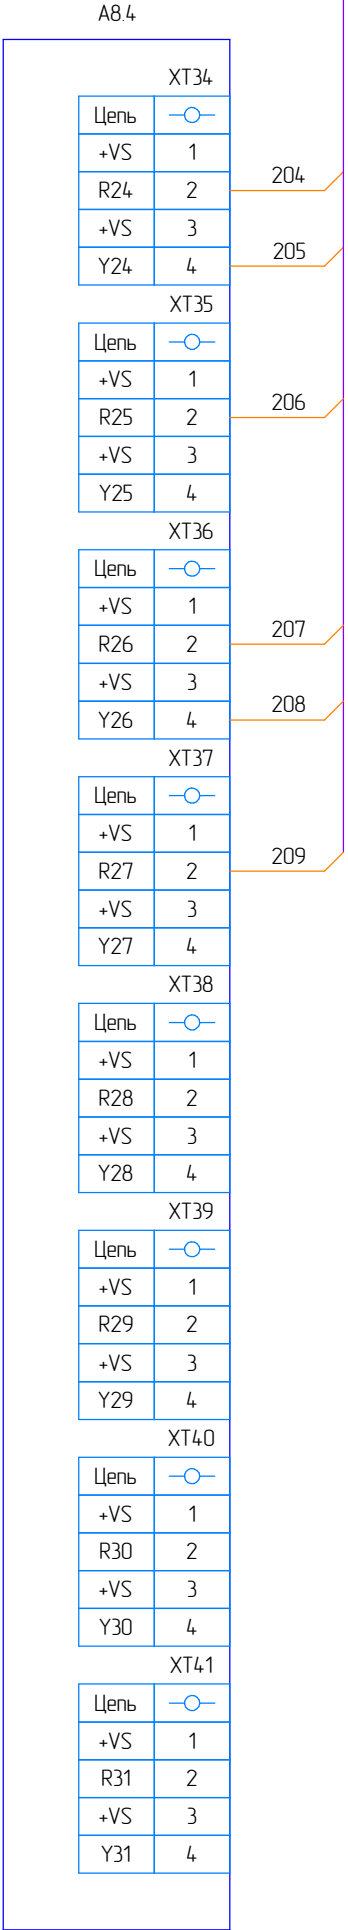 A8.4
XT34
Цепь
+VS 1
R24 2 204
+VS 3
Y24 4 205
XT35
Цепь
+VS 1
R25 2 206
+VS 3
Y25 4
XT36
Цепь
+VS 1
R26 2 207
+VS 3
Y26 4 208
XT37
Цепь
+VS 1
R27 2 209
+VS 3
Y27 4
XT38
Цепь
+VS 1
R28 2
+VS 3
Y28 4
XT39
Цепь
+VS 1
R29 2
+VS 3
Y29 4
XT40
Цепь
+VS 1
R30 2
+VS 3
Y30 4
XT41
Цепь
+VS 1
R31 2
+VS 3
Y31 4